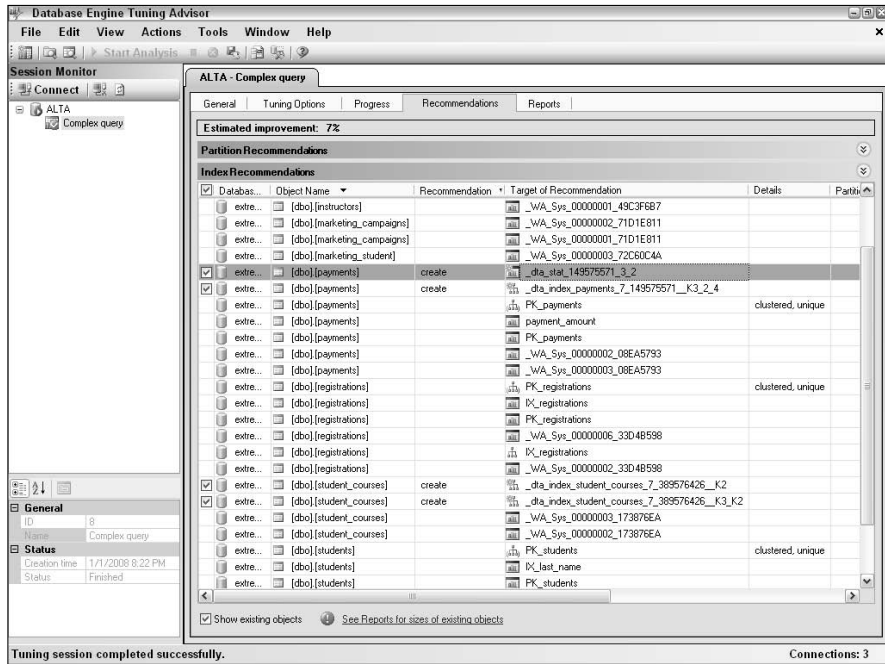 Database Engine Tuning Advisor
File Edit View Actions Tools Window Help
Start Analysis
Session Monitor
Connect
ALTA
Complex query
ALTA - Complex query
General Tuning Options Progress Recommendations Reports
Estimated improvement: 7%
Partition Recommendations
Index Recommendations
Databas... Object Name Recommendation Target of Recommendation Details Partiti
extre... [dbo].[instructors] _WA_Sys_00000001_49C3F6B7
extre... [dbo].[marketing_campaigns] _WA_Sys_00000002_71D1E811
extre... [dbo].[marketing_campaigns] _WA_Sys_00000001_71D1E811
extre... [dbo].[marketing_student] _WA_Sys_00000003_72C60C4A
extre... [dbo].[payments] create _dta_stat_149575571_3_2
extre... [dbo].[payments] create _dta_index_payments_7_149575571__K3_2_4
extre... [dbo].[payments] PK_payments clustered, unique
extre... [dbo].[payments] payment_amount
extre... [dbo].[payments] PK_payments
extre... [dbo].[payments] _WA_Sys_00000002_08EA5793
extre... [dbo].[payments] _WA_Sys_00000003_08EA5793
extre... [dbo].[registrations] PK_registrations clustered, unique
extre... [dbo].[registrations] IX_registrations
extre... [dbo].[registrations] PK_registrations
extre... [dbo].[registrations] _WA_Sys_00000006_33D4B598
extre... [dbo].[registrations] IX_registrations
extre... [dbo].[registrations] _WA_Sys_00000002_33D4B598
extre... [dbo].[student_courses] create _dta_index_student_courses_7_389576426__K2
extre... [dbo].[student_courses] create _dta_index_student_courses_7_389576426__K3_K2
extre... [dbo].[student_courses] _WA_Sys_00000003_173876EA
extre... [dbo].[student_courses] _WA_Sys_00000002_173876EA
extre... [dbo].[students] PK_students clustered, unique
extre... [dbo].[students] IX_last_name
extre... [dbo].[students] PK_students
General
ID 8
Name Complex query
Status
Creation time 1/1/2008 8:22 PM
Status Finished
Show existing objects See Reports for sizes of existing objects
Tuning session completed successfully. Connections: 3